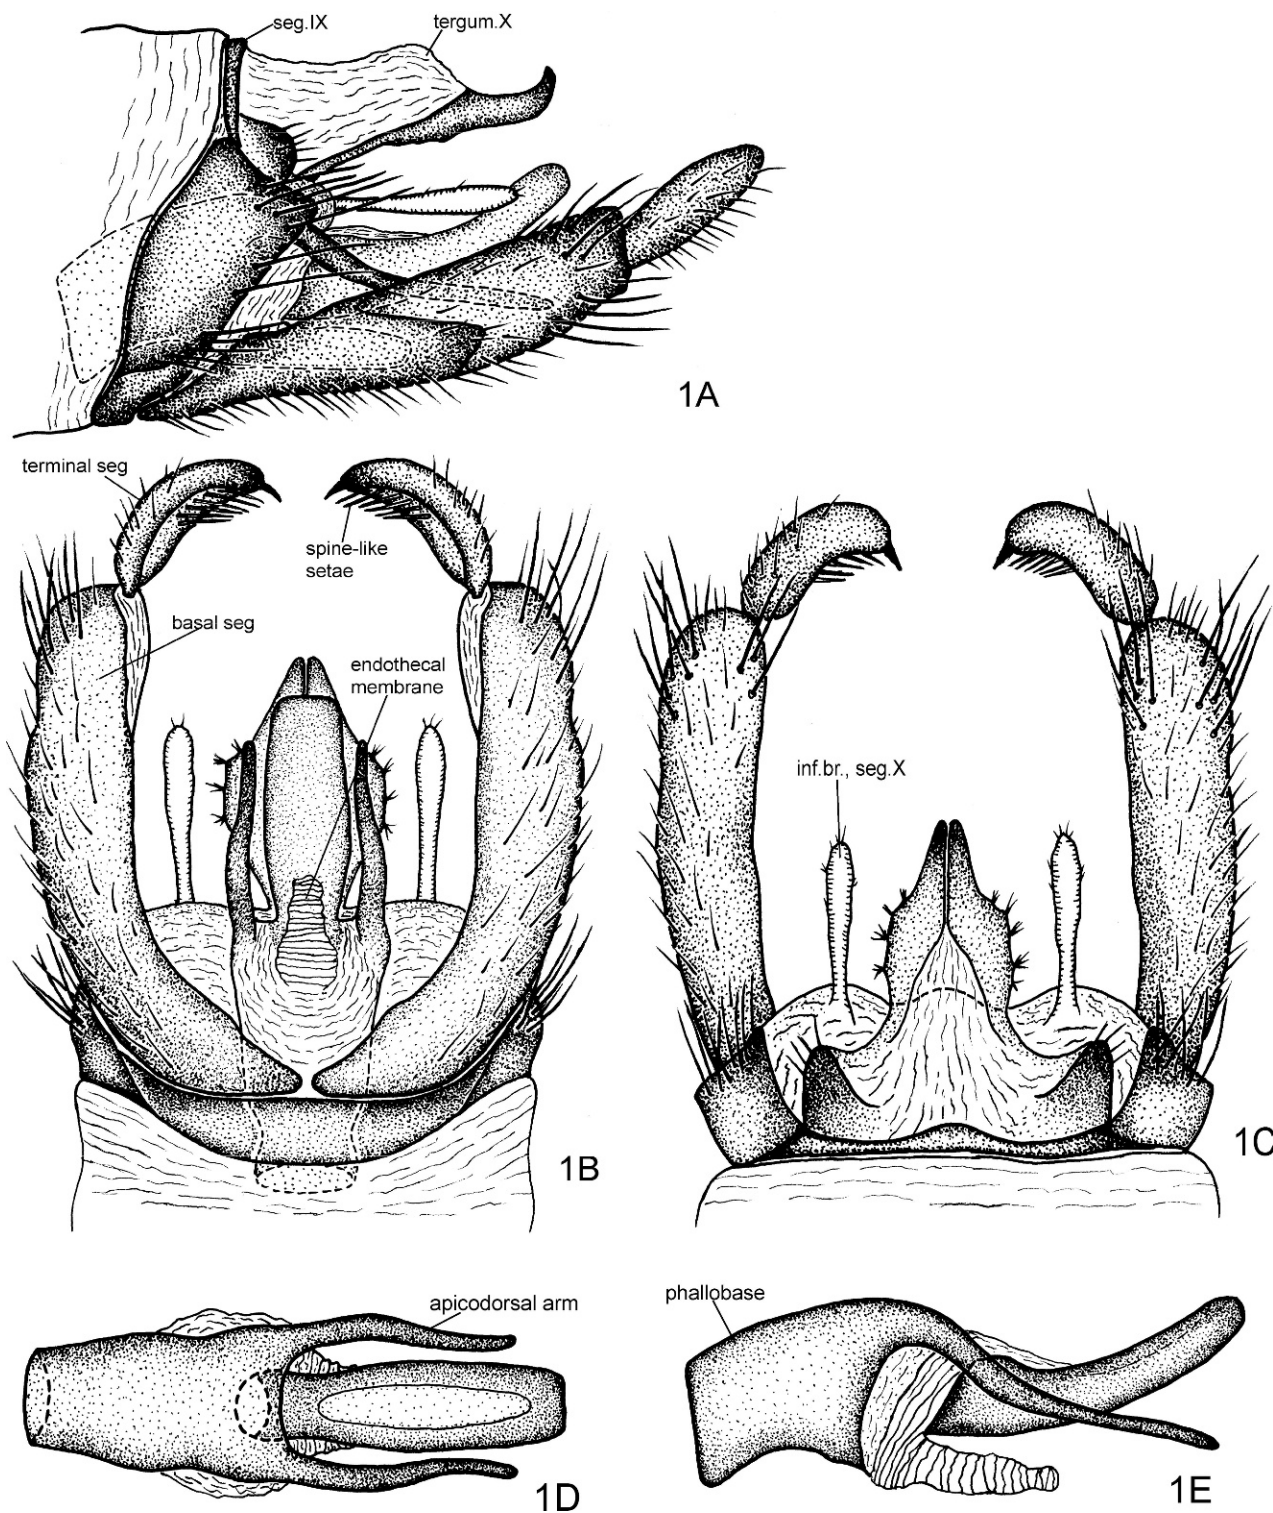 seg.IX
tergum.X
1A
terminal seg
spine-like
setae
basal seg
endothecal
membrane
1B
inf.br., seg.X
1C
apicodorsal arm
1D
phallobase
1E